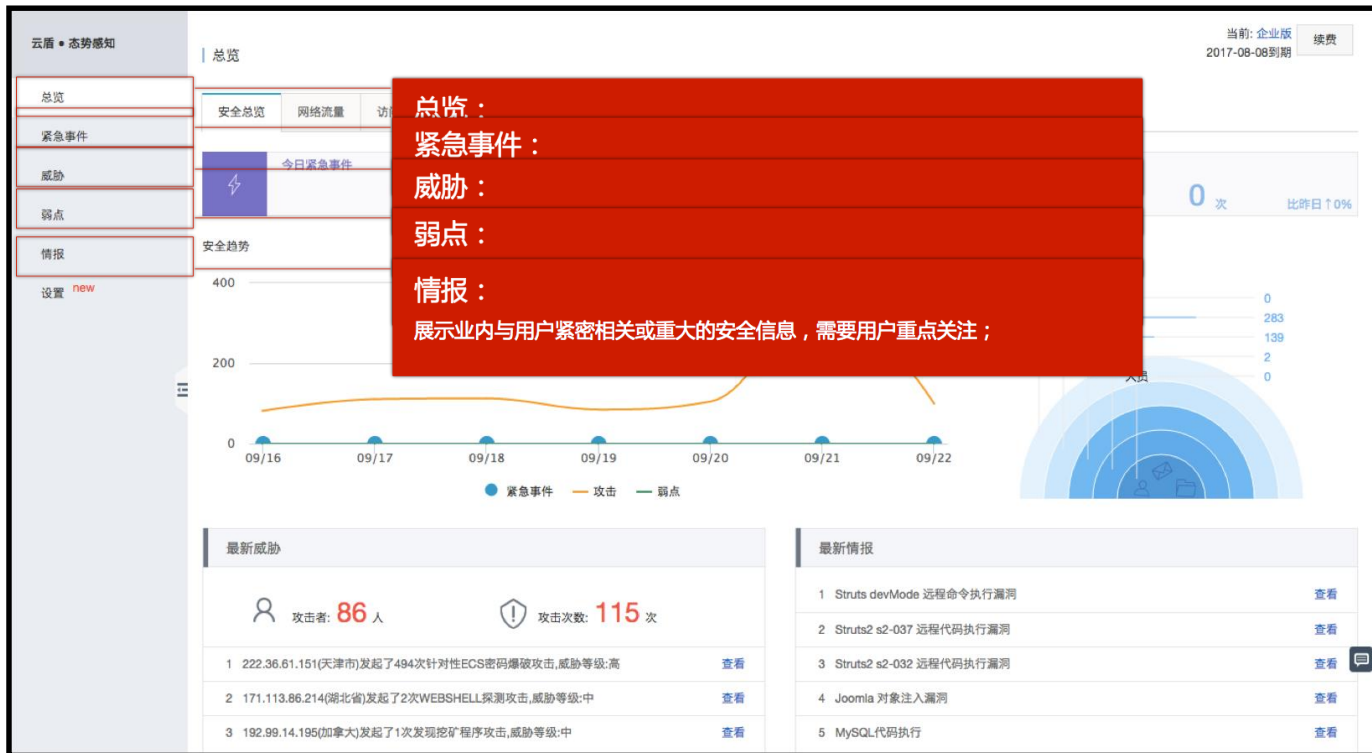 云盾 • 态势感知
总览
紧急事件
威胁
弱点
情报
设置 new
总览
当前: 企业版
2017-08-08到期
续费
安全总览 网络流量
今日紧急事件
0 次 比昨日↑0%
总览：
紧急事件：
威胁：
弱点：
情报：
展示业内与用户紧密相关或重大的安全信息，需要用户重点关注；
安全趋势
400
200
0
09/16 09/17 09/18 09/19 09/20 09/21 09/22
紧急事件 攻击 弱点
0
283
139
2
0
最新威胁
攻击者: 86 人 攻击次数: 115 次
1 222.36.61.151(天津市)发起了494次针对性ECS密码爆破攻击,威胁等级:高 查看
2 171.113.86.214(湖北省)发起了2次WEBSHELL探测攻击,威胁等级:中 查看
3 192.99.14.195(加拿大)发起了1次发现挖矿程序攻击,威胁等级:中 查看
最新情报
1 Struts devMode 远程命令执行漏洞 查看
2 Struts2 s2-037 远程代码执行漏洞 查看
3 Struts2 s2-032 远程代码执行漏洞 查看
4 Joomla 对象注入漏洞 查看
5 MySQL代码执行 查看